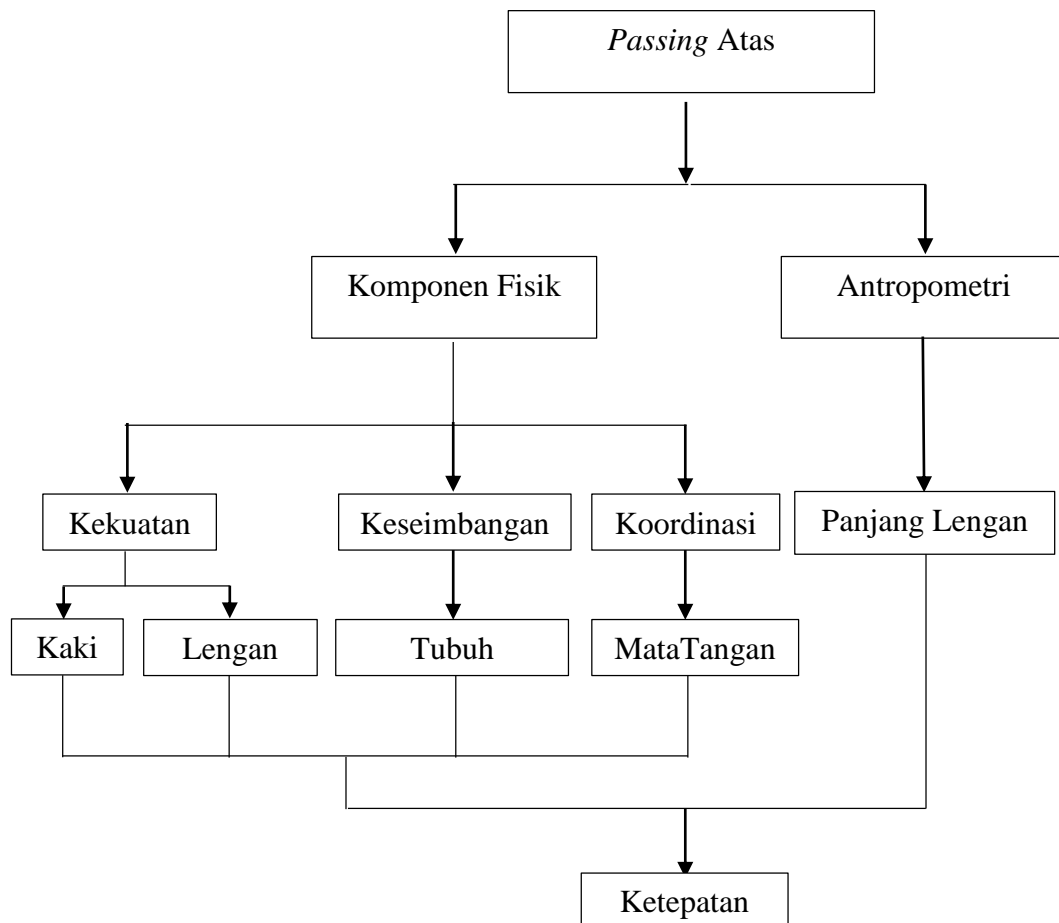 Passing Atas
Komponen Fisik
Antropometri
Kekuatan
Keseimbangan
Koordinasi
Panjang Lengan
Kaki
Lengan
Tubuh
MataTangan
Ketepatan